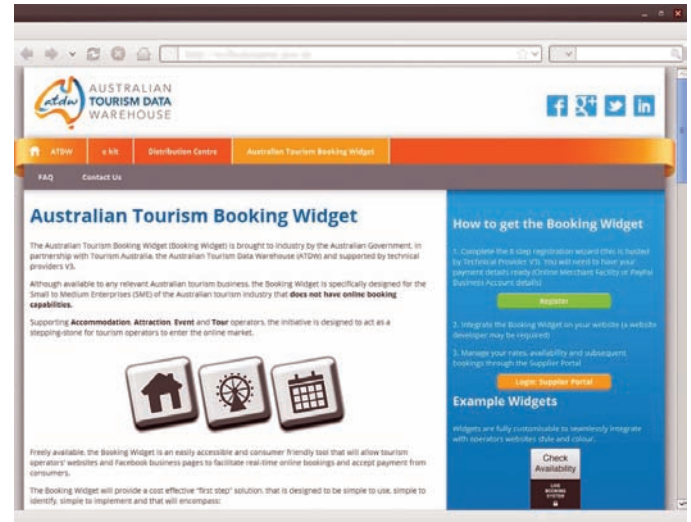 atdw
AUSTRALIAN
TOURISM DATA
WAREHOUSE
ATDW e kit Distribution Centre Australian Tourism Booking Widget
FAQ Contact Us
Australian Tourism Booking Widget
The Australian Tourism Booking Widget (Booking Widget) is brought to industry by the Australian Government, in
partnership with Tourism Australia, the Australian Tourism Data Warehouse (ATDW) and supported by technical
providers V3.
Although available to any relevant Australian tourism business, the Booking Widget is specifically designed for the
Small to Medium Enterprises (SME) of the Australian tourism industry that does not have online booking
capabilities.
Supporting Accommodation, Attraction, Event and Tour operators, the initiative is designed to act as a
stepping-stone for tourism operators to enter the online market.
Freely available, the Booking Widget is an easily accessible and consumer friendly tool that will allow tourism
operators' websites and Facebook business pages to facilitate real-time online bookings and accept payment from
consumers.
The Booking Widget will provide a cost effective "first step" solution, that is designed to be simple to use, simple to
identify, simple to implement and that will encompass:
How to get the Booking Widget
1. Complete the 8 step registration wizard (this is hosted
by Technical Provider V3). You will need to have your
payment details ready (Online Merchant Facility or PayPal
Business Account details)
Register
2. Integrate the Booking Widget on your website (a website
developer may be required)
3. Manage your rates, availability and subsequent
bookings through the Supplier Portal
Login: Supplier Portal
Example Widgets
Widgets are fully customisable to seamlessly integrate
with operators websites style and colour.
Check
Availability
LIVE
BOOKING
SYSTEM